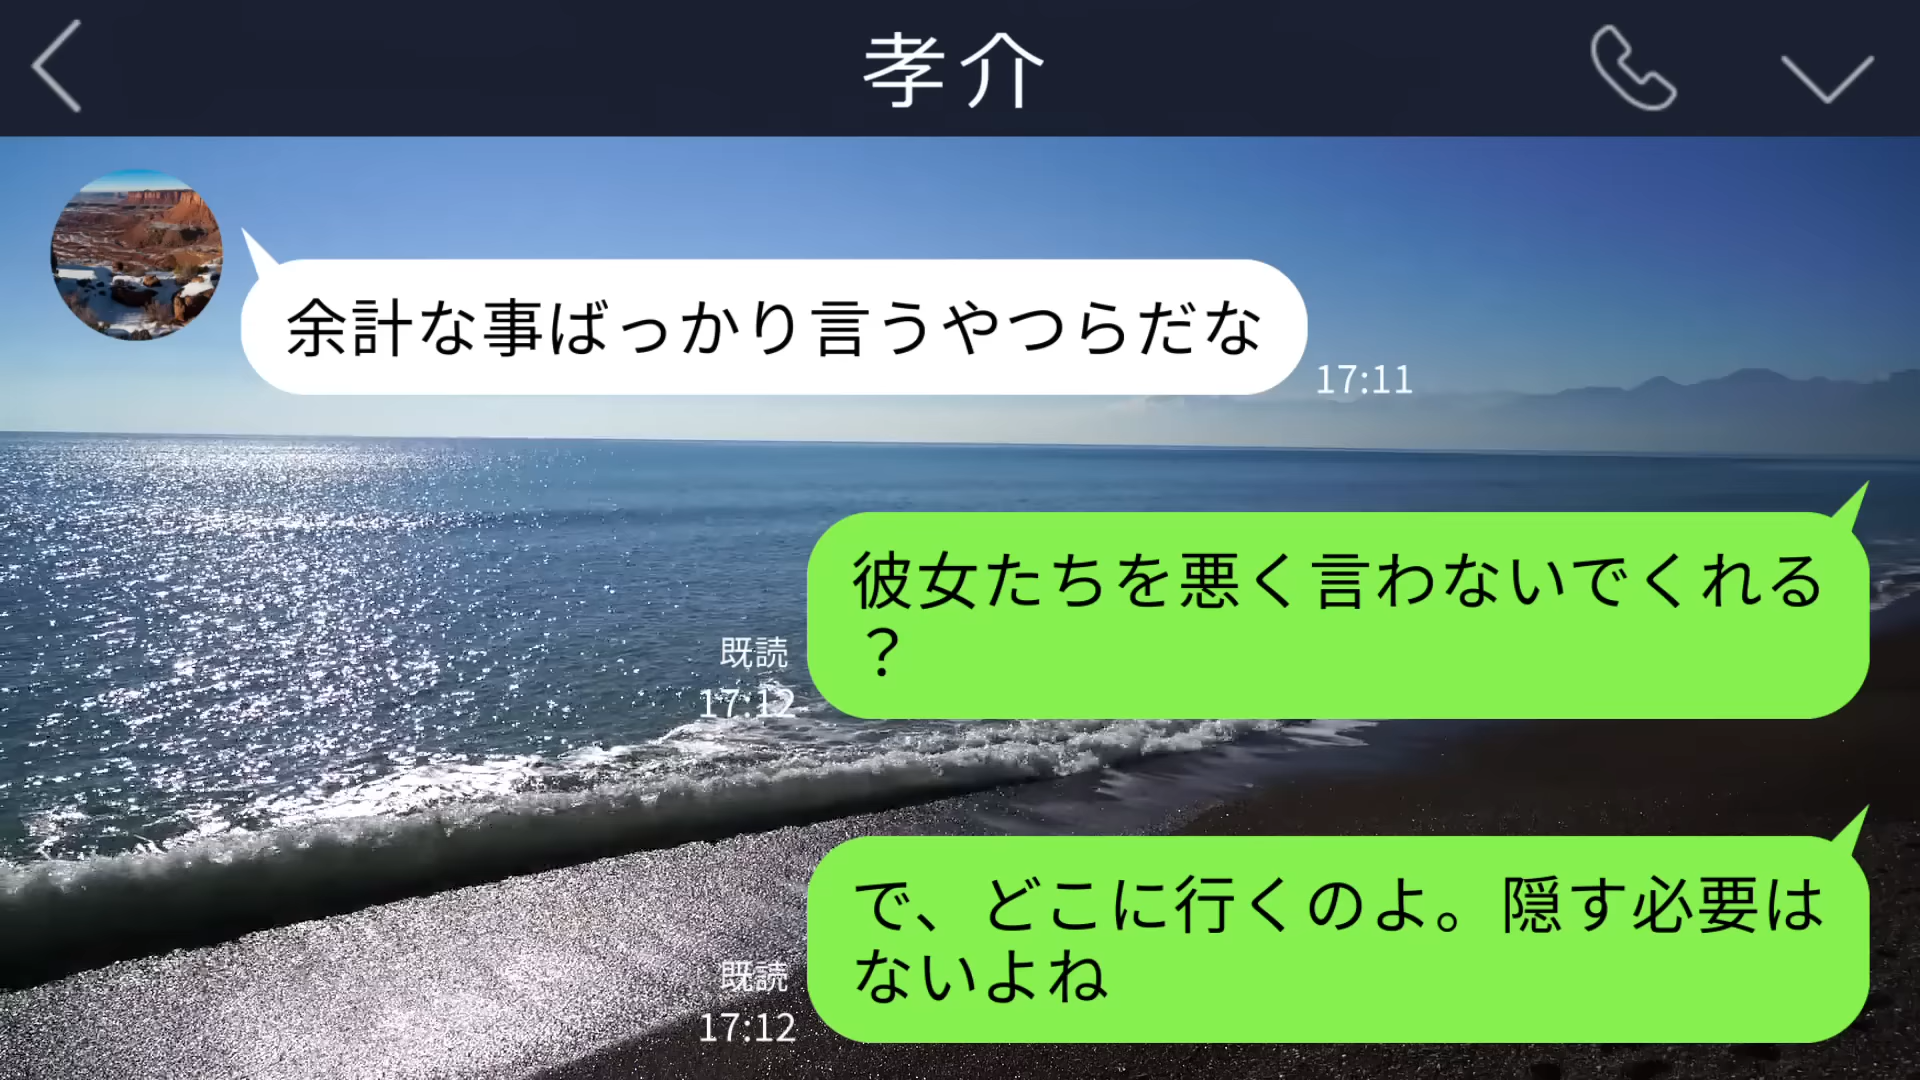 孝介
余計な事ばっかり言うやつらだな
17:11
彼女たちを悪く言わないでくれる
？
既読
17:12
で、どこに行くのよ。隠す必要は
ないよね
既読
17:12